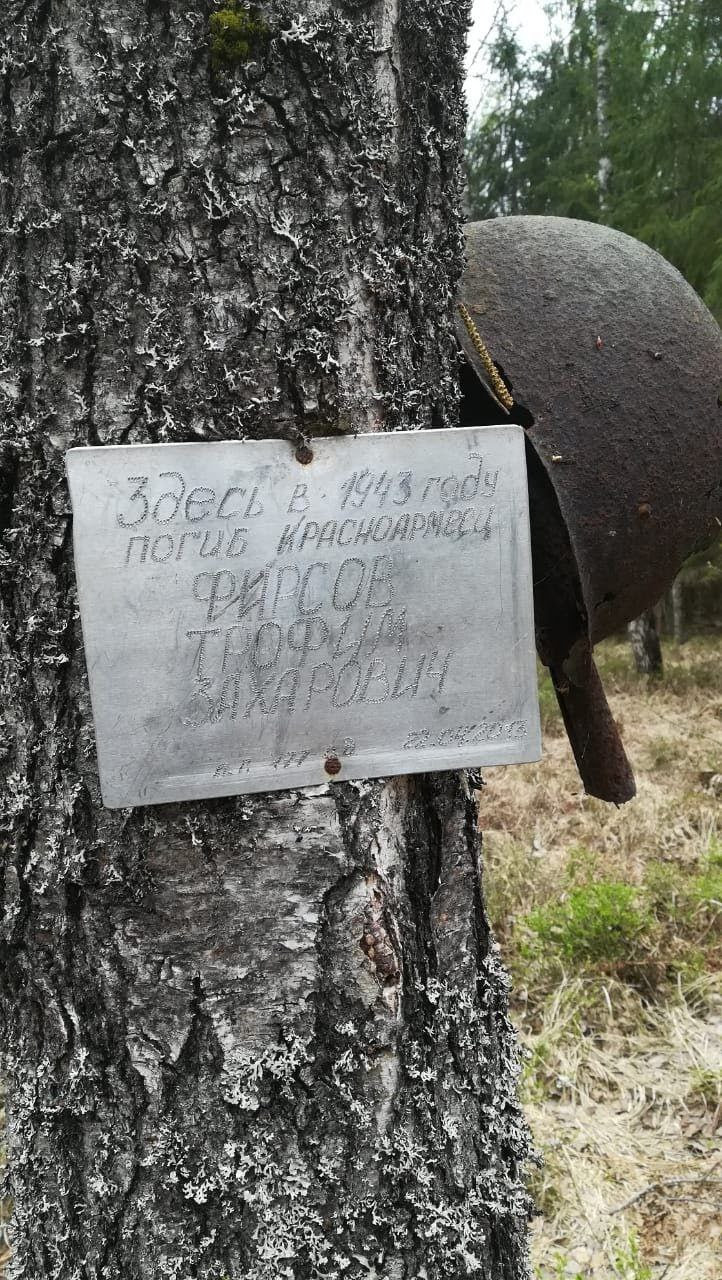 Здесь в 1943 году
погиб красноармеец
ФИРСОВ
ТРОФИМ
ЗАХАРОВИЧ
п.п.